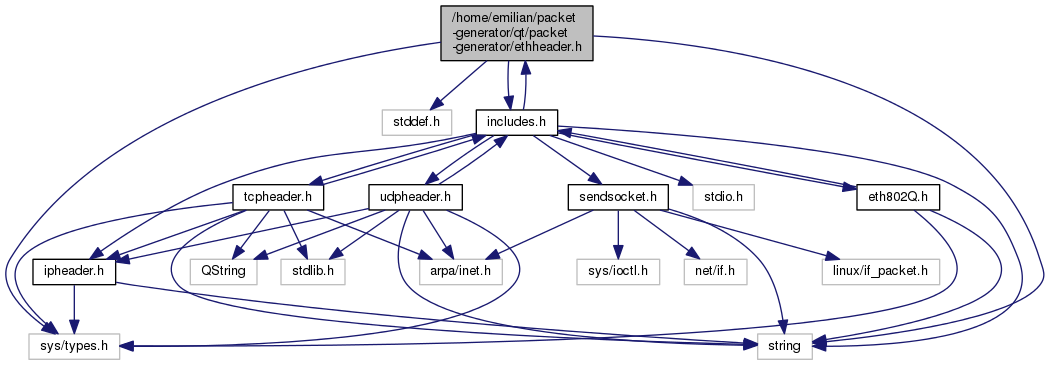 /home/emilian/packet
-generator/qt/packet
-generator/ethheader.h
stddef.h
includes.h
tcpheader.h
udpheader.h
sendsocket.h
stdio.h
eth802Q.h
ipheader.h
QString
stdlib.h
arpa/inet.h
sys/ioctl.h
net/if.h
linux/if_packet.h
sys/types.h
string